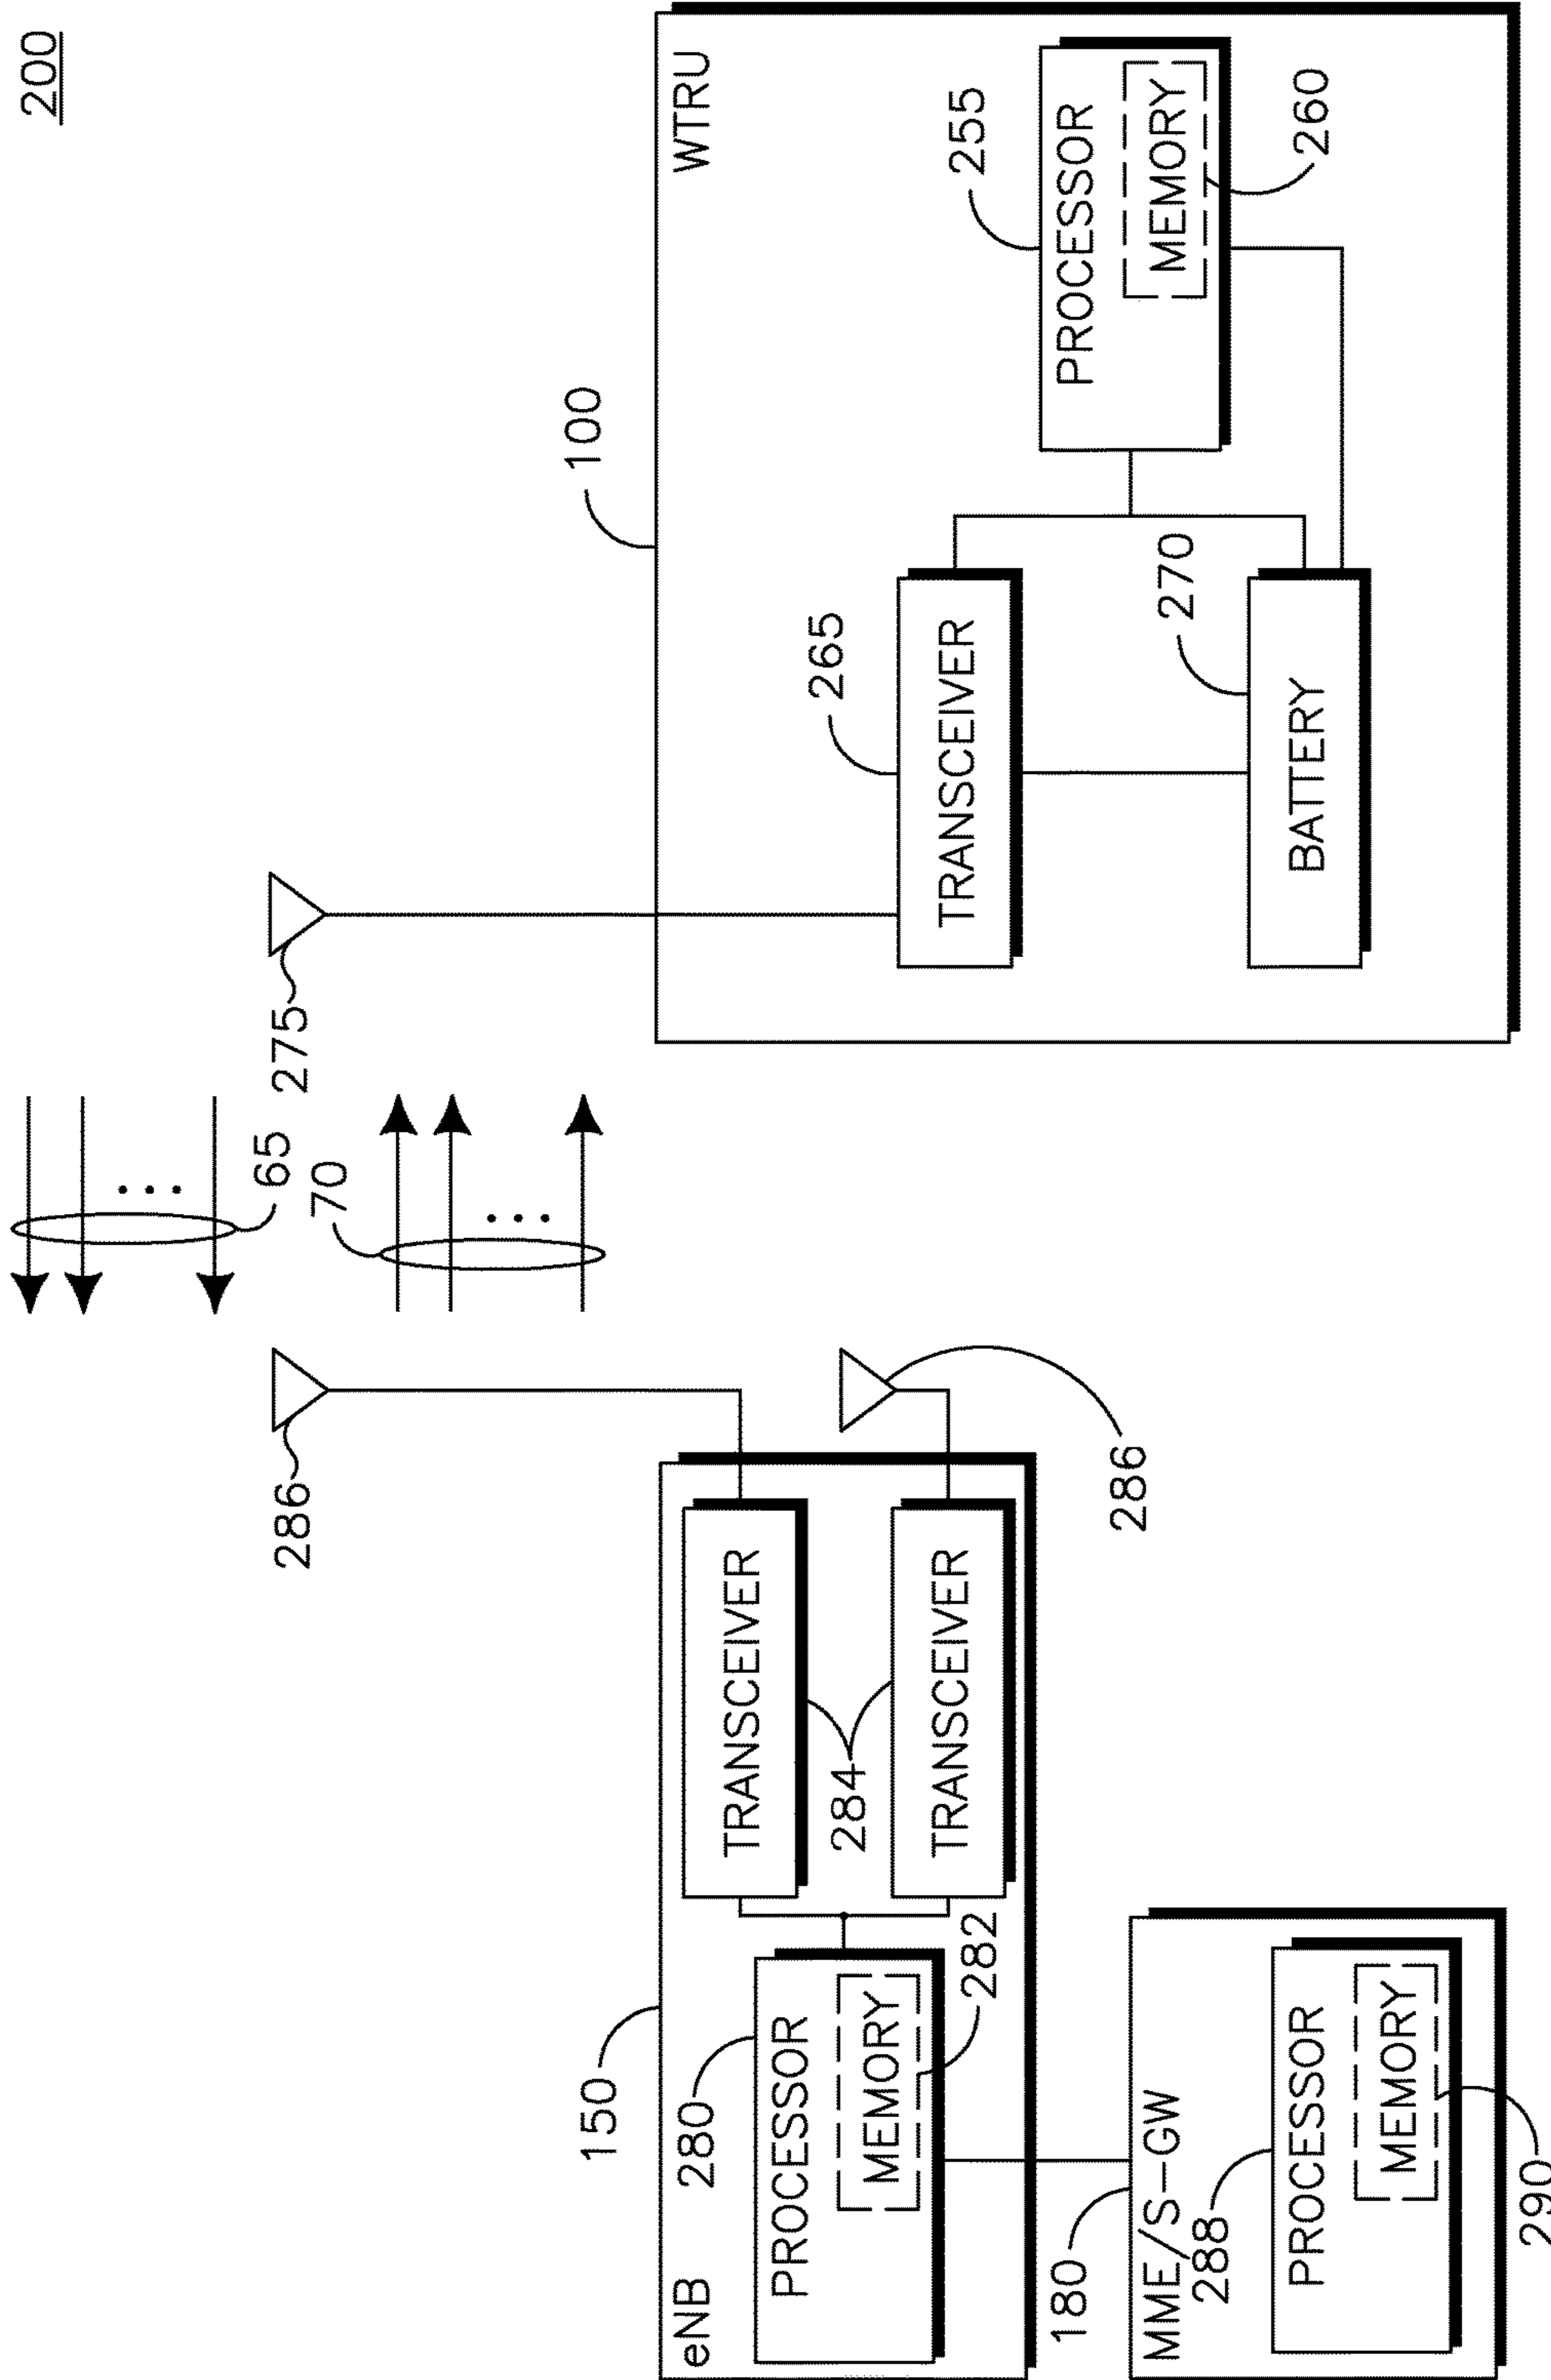 200
286
275
65
70
150
eNB
280
PROCESSOR
MEMORY
282
TRANSCEIVER
284
TRANSCEIVER
286
180
MME/S-GW
288
PROCESSOR
MEMORY
290
100
WTRU
265
TRANSCEIVER
255
PROCESSOR
MEMORY
260
270
BATTERY